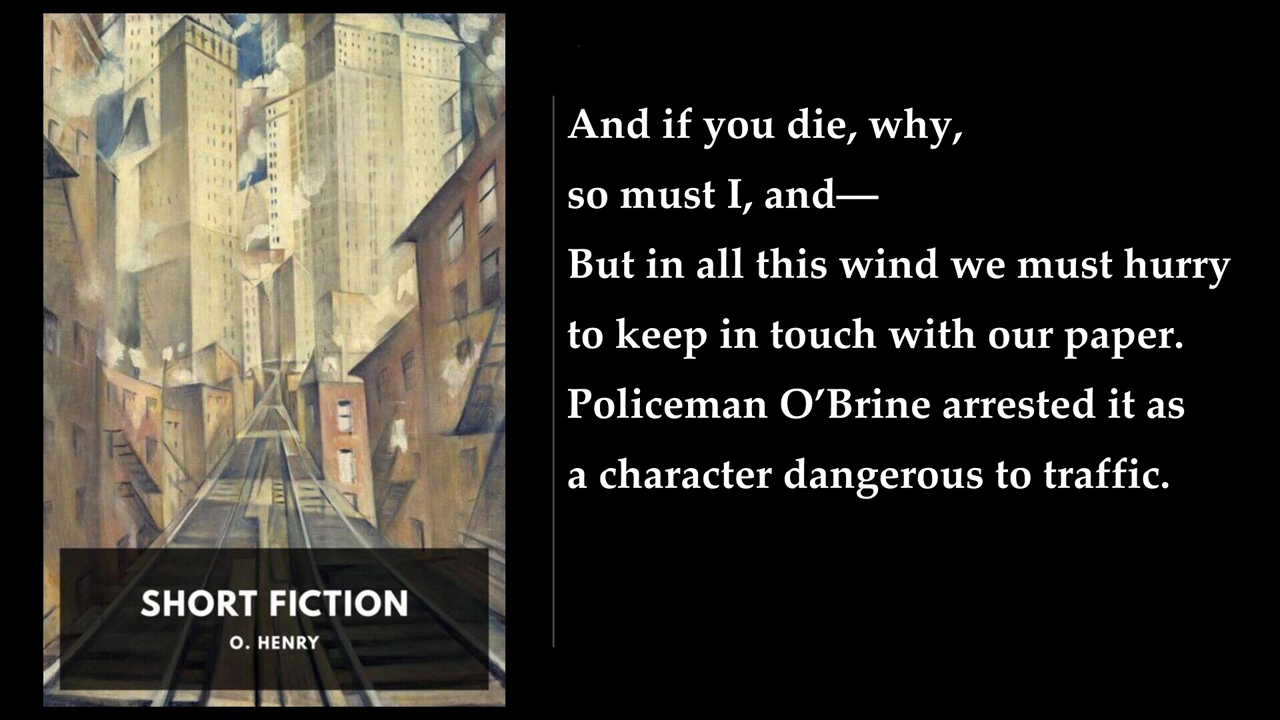 SHORT FICTION
O. HENRY
And if you die, why,
so must I, and—
But in all this wind we must hurry
to keep in touch with our paper.
Policeman O’Brine arrested it as
a character dangerous to traffic.